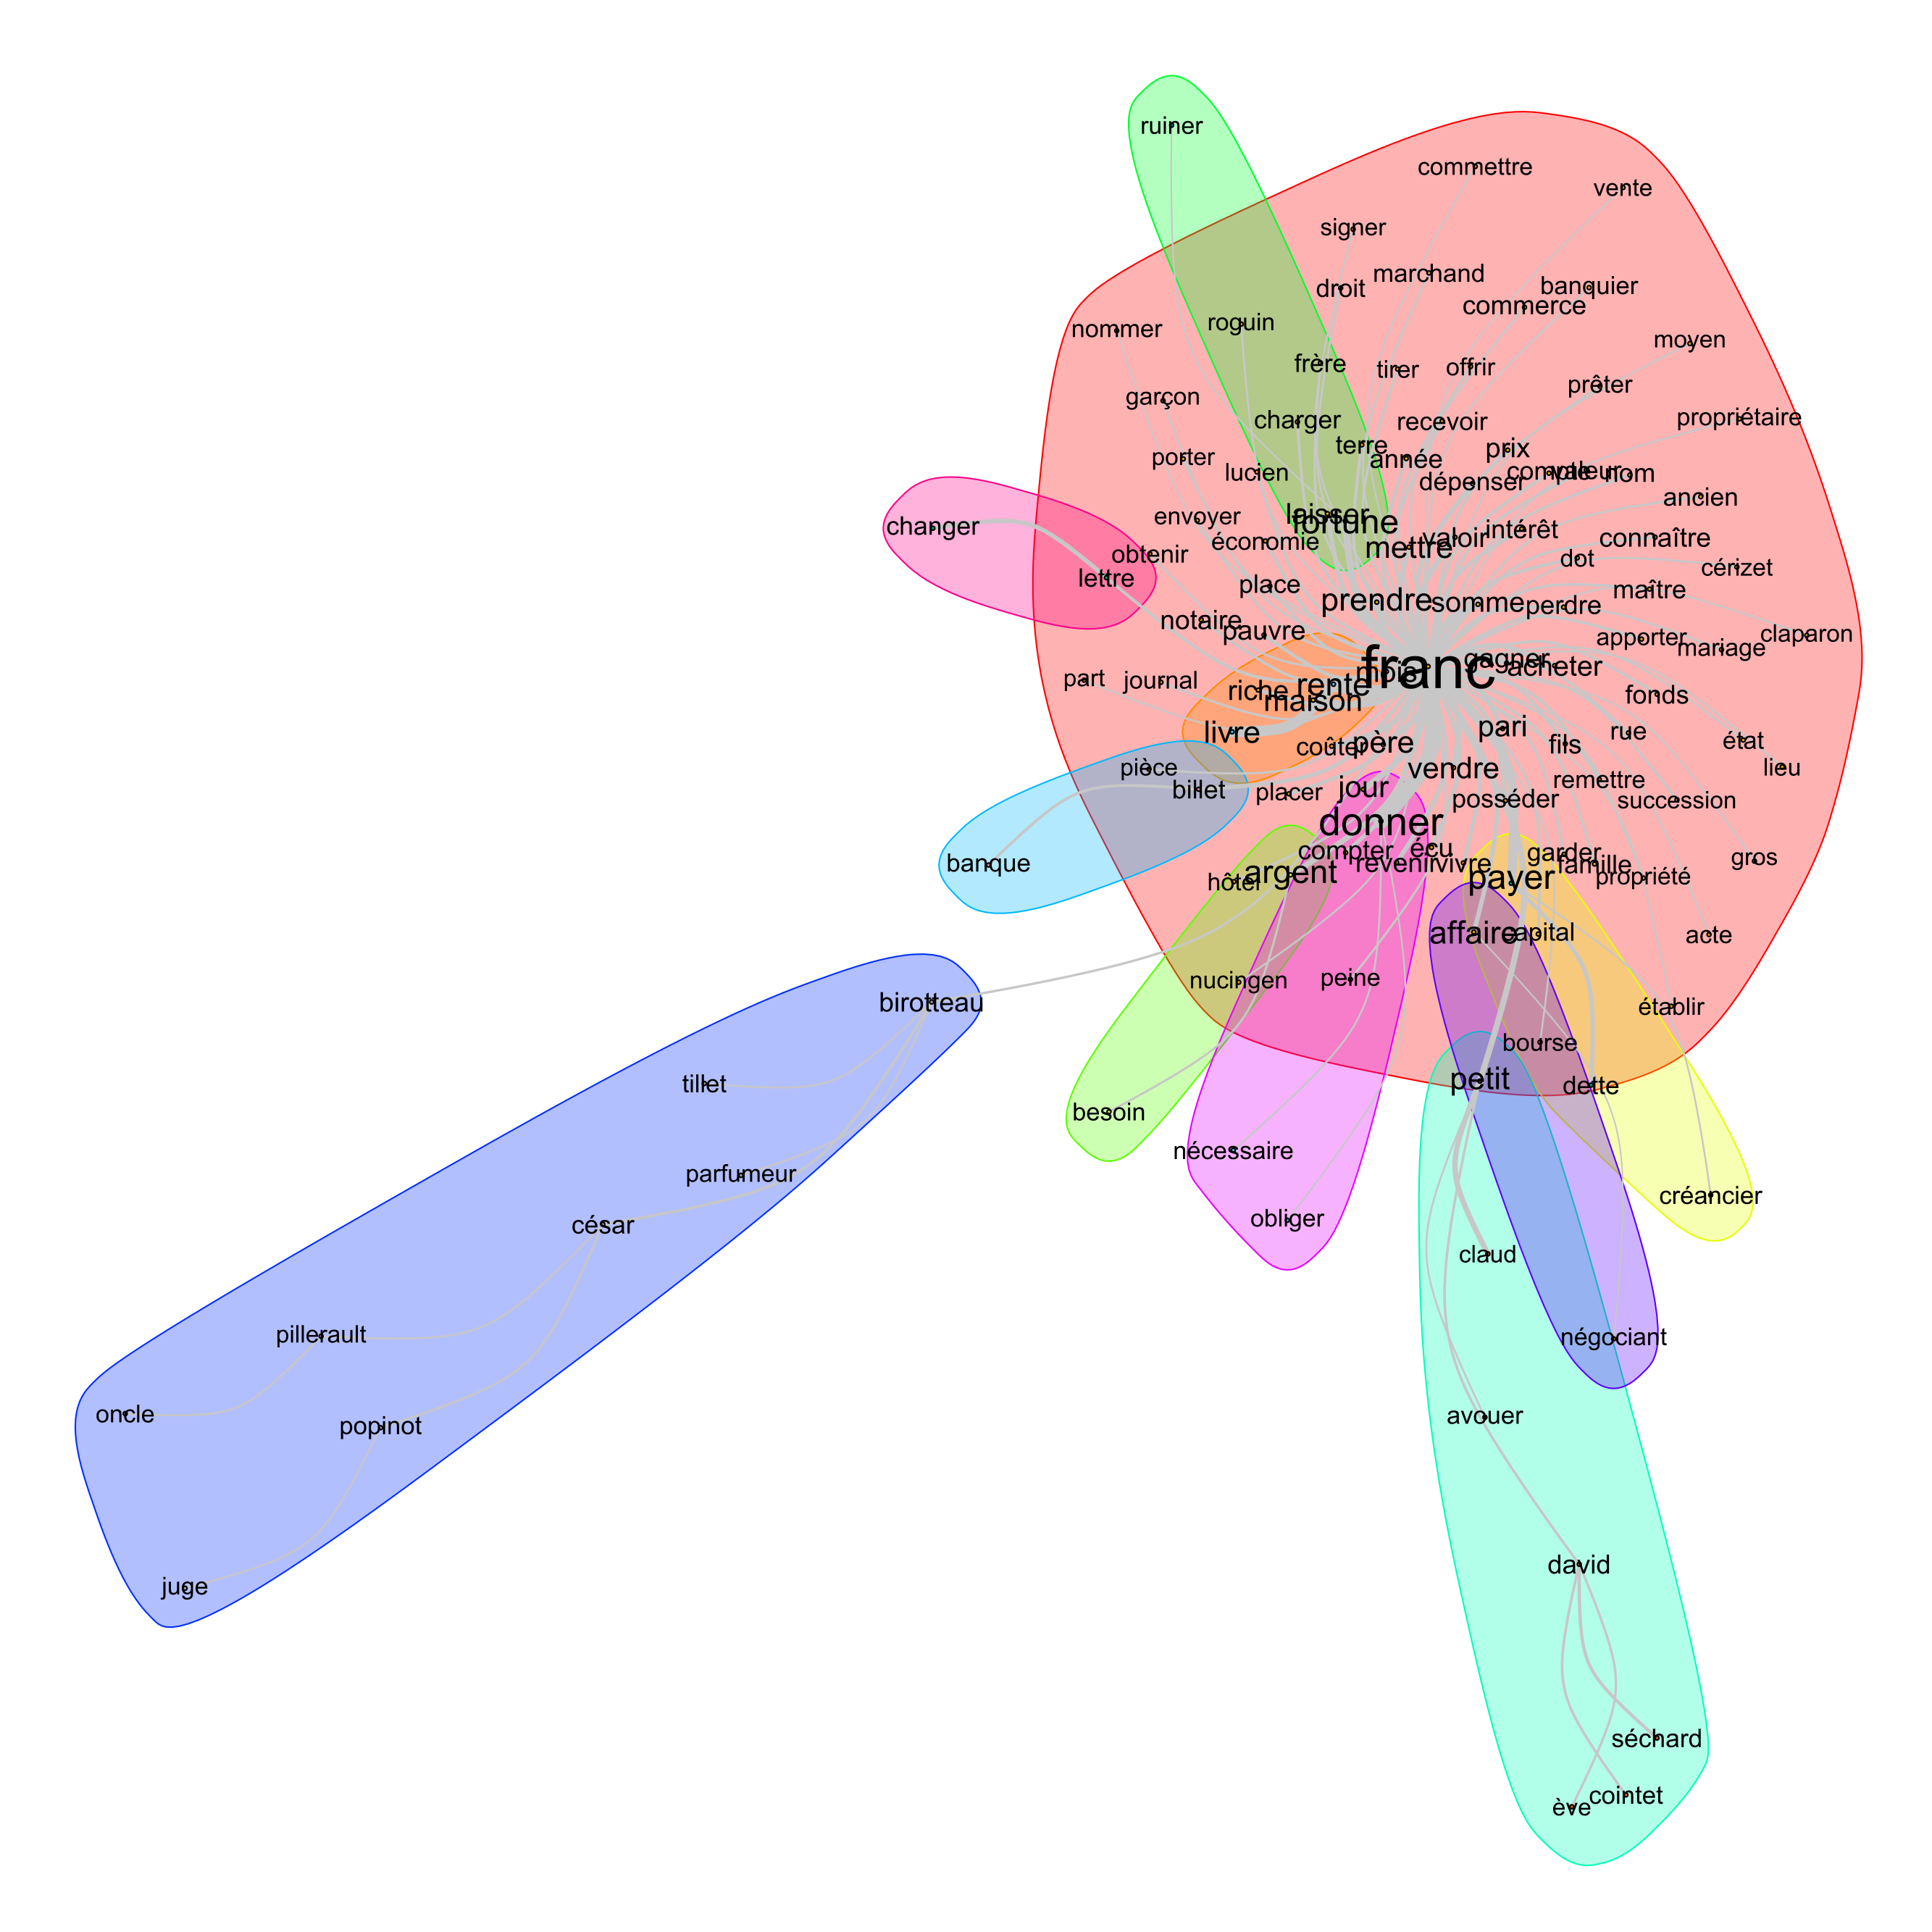 ruiner
commettre
vente
signer
marchand
droit
banquier
commerce
nommer
roguin
moyen
frère
tirer
offrir
prêter
garçon
charger
recevoir
propriétaire
terre
prix
porter
lucien
année
compte
valeur
nom
dépenser
ancien
envoyer
laisser
fortune
changer
économie
mettre
valoir
intérêt
connaître
obtenir
dot
cérizet
lettre
place
prendre
somme
perdre
maître
notaire
pauvre
apporter
mariage
claparon
franc
gagner
acheter
mois
part
journal
riche
rente
maison
fonds
livre
coûter
père
pari
fils
rue
état
pièce
vendre
lieu
billet
placer
jour
posséder
remettre
succession
donner
banque
hôter
argent
compter
revenir
écu
vivre
payer
garder
famille
propriété
gros
affaire
capital
acte
nucingen
peine
établir
birotteau
bourse
petit
dette
tillet
besoin
nécessaire
parfumeur
créancier
césar
obliger
claud
pillerault
négociant
oncle
popinot
avouer
david
juge
séchard
cointet
ève